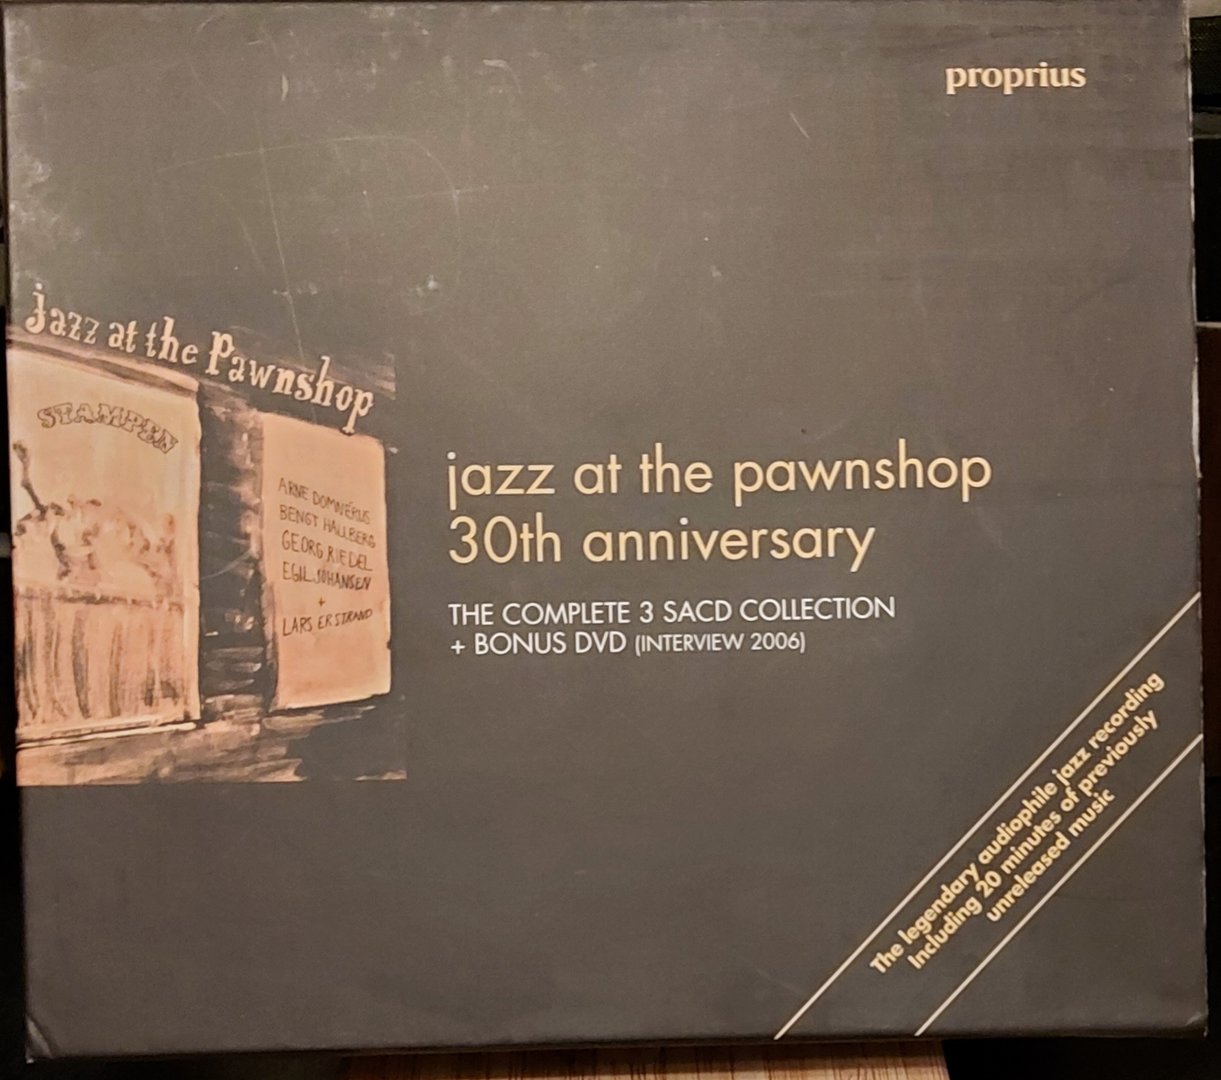 proprius
jazz at the Pawnshop
STAMPEN
ARNE DOMNÉRUS
BENGT HALLBERG
GEORG RIEDEL
EGIL JOHANSEN
+
LARS ERSTRAND
jazz at the pawnshop
30th anniversary
THE COMPLETE 3 SACD COLLECTION
+ BONUS DVD (INTERVIEW 2006)
The legendary audiophile jazz recording
Including 20 minutes of previously
unreleased music